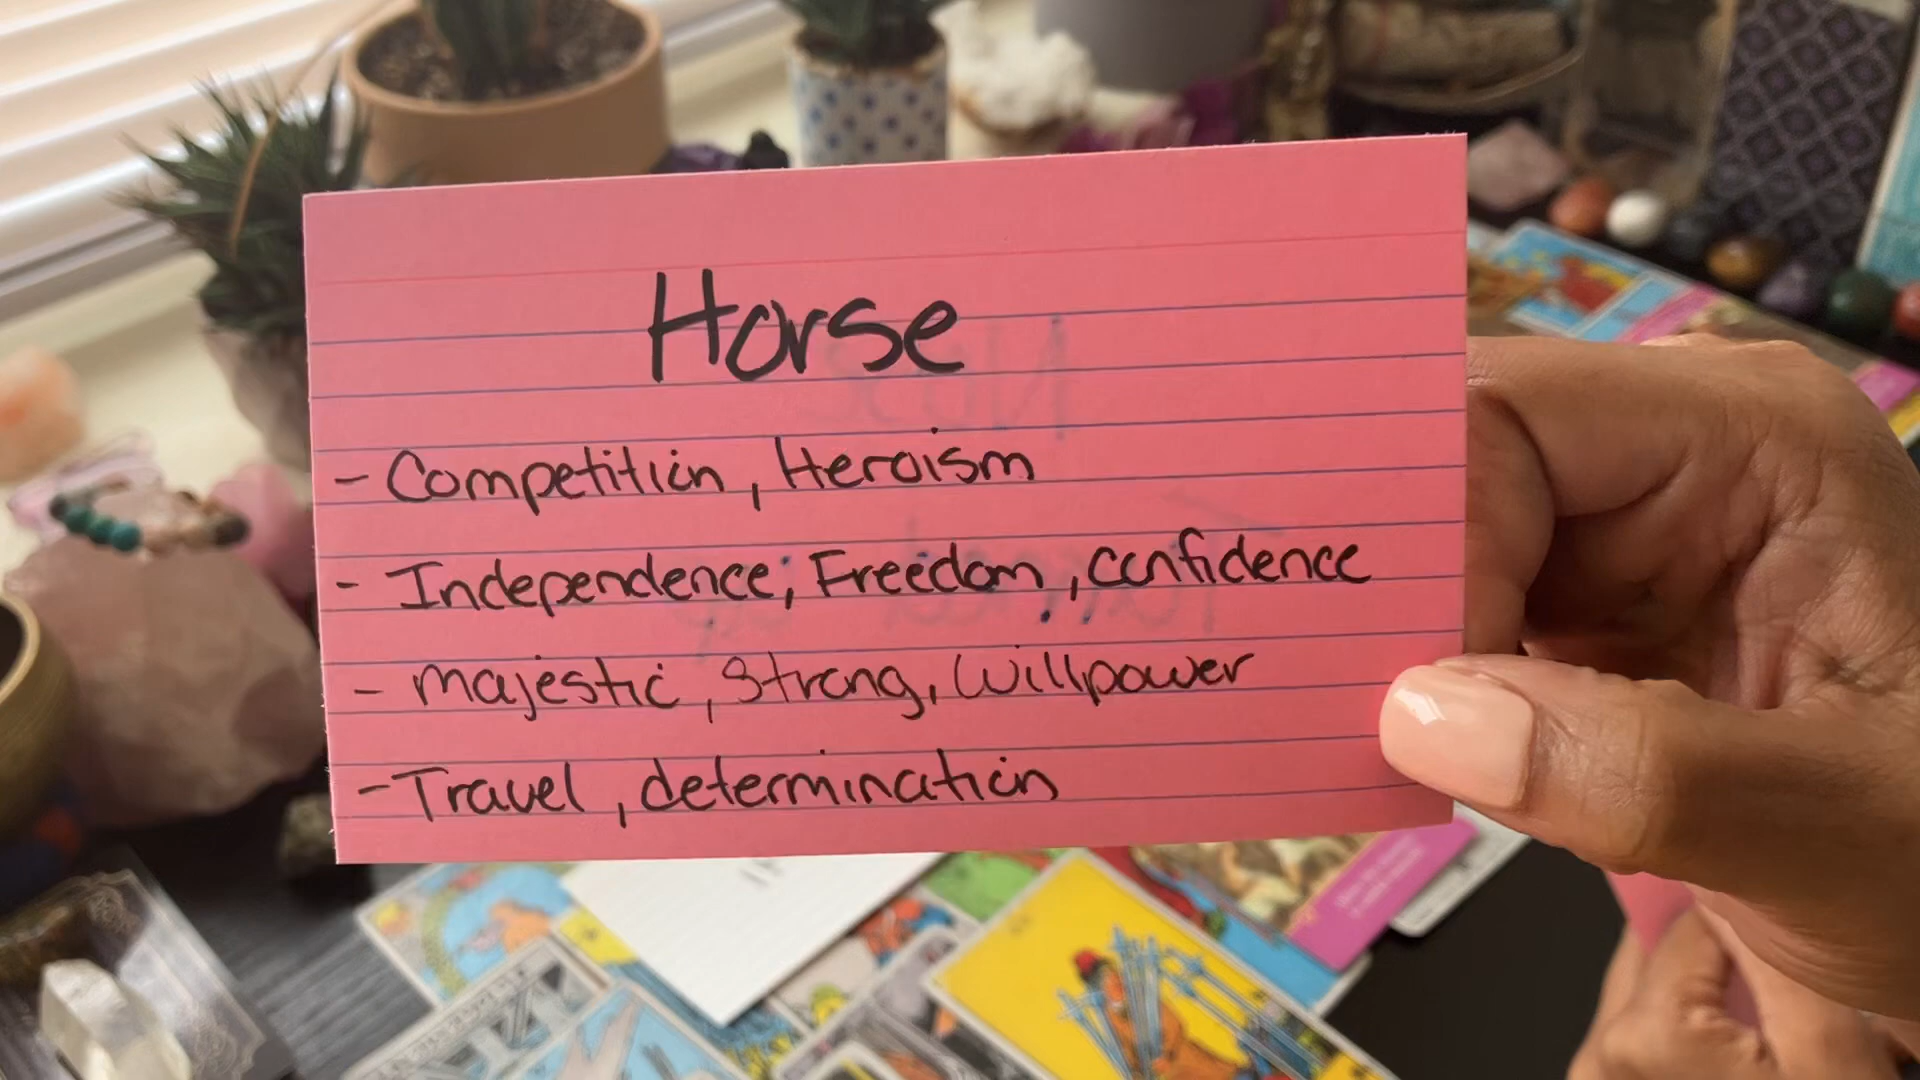 Horse
- Competition, Heroism
- Independence, Freedom, confidence
- majestic, Strong, Willpower
- Travel, determination